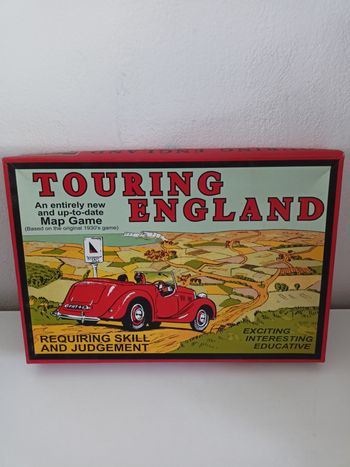 TOURING
ENGLAND
An entirely new
and up-to-date
Map Game
(Based on the original 1930's game)
REQUIRING SKILL
AND JUDGEMENT
EXCITING
INTERESTING
EDUCATIVE